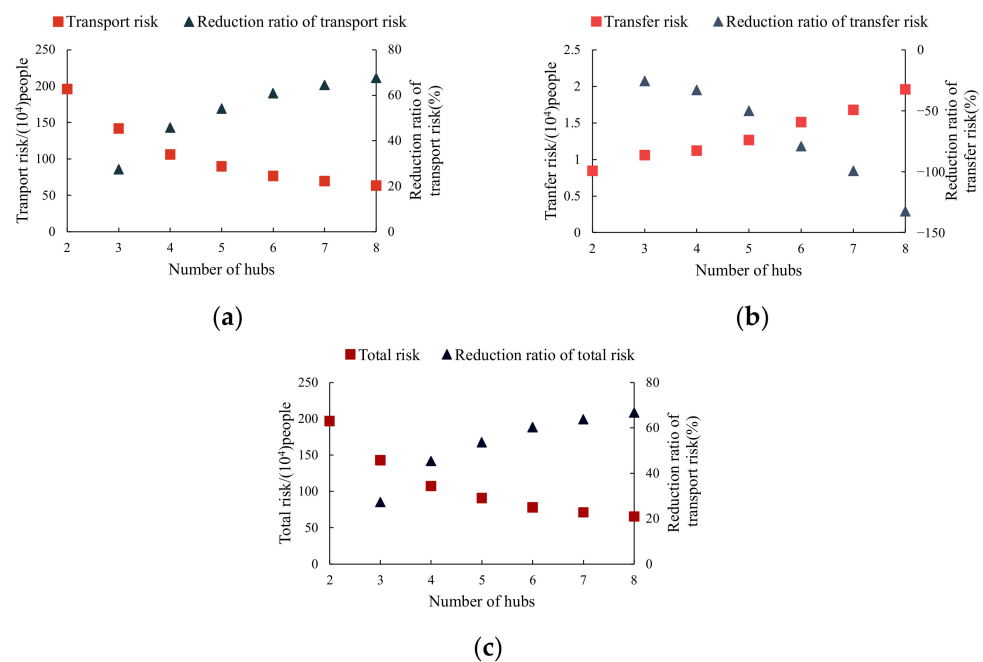 Transport risk Reduction ratio of transport risk
Tranport risk/(10⁴)people
250
200
150
100
50
0
80
60
40
20
0
Reduction ratio of
transport risk(%)
2 3 4 5 6 7 8
Number of hubs
(a)
Transfer risk Reduction ratio of transfer risk
Tranfer risk/(10⁴)people
2.5
2
1.5
1
0.5
0
0
−50
−100
−150
Reduction ratio of
transfer risk(%)
2 3 4 5 6 7 8
Number of hubs
(b)
Total risk Reduction ratio of total risk
Total risk/(10⁴)people
250
200
150
100
50
0
80
60
40
20
0
Reduction ratio of
transport risk(%)
2 3 4 5 6 7 8
Number of hubs
(c)